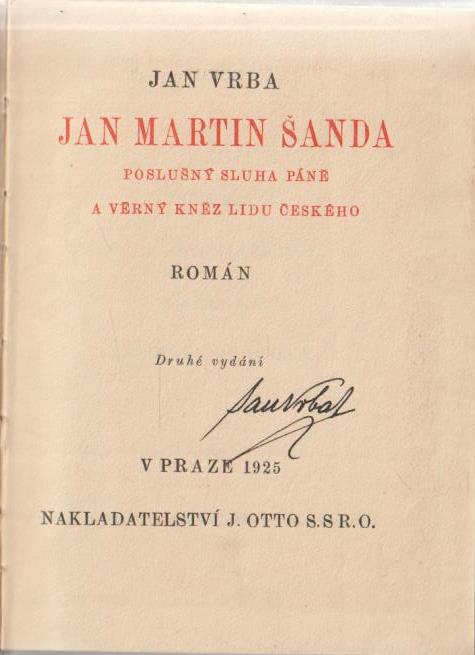 JAN VRBA
JAN MARTIN ŠANDA
POSLUŠNÝ SLUHA PÁNĚ
A VĚRNÝ KNĚZ LIDU ČESKÉHO
ROMÁN
Druhé vydání
Jan Vrba
V PRAZE 1925
NAKLADATELSTVÍ J. OTTO S.S R.O.